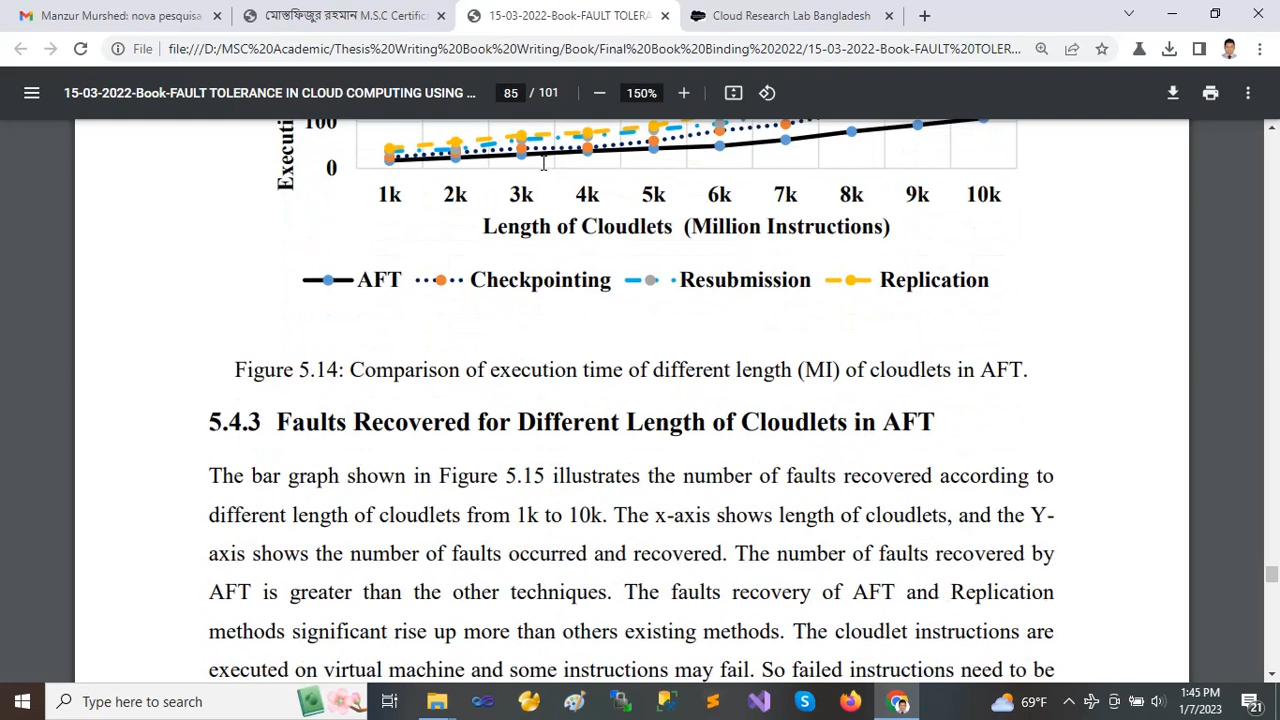 Manzur Murshed: nova pesquisa
মোস্তফিজুর রহমান M.S.C Certific
15-03-2022-Book-FAULT TOLERA
Cloud Research Lab Bangladesh
File
file:///D:/MSC%20Academic/Thesis%20Writing%20Book%20Writing/Book/Final%20Book%20Binding%202022/15-03-2022-Book-FAULT%20TOLER...
15-03-2022-Book-FAULT TOLERANCE IN CLOUD COMPUTING USING ...
85 / 101
150%
Executi
100
0
1k 2k 3k 4k 5k 6k 7k 8k 9k 10k
Length of Cloudlets (Million Instructions)
AFT Checkpointing Resubmission Replication
Figure 5.14: Comparison of execution time of different length (MI) of cloudlets in AFT.
5.4.3 Faults Recovered for Different Length of Cloudlets in AFT
The bar graph shown in Figure 5.15 illustrates the number of faults recovered according to
different length of cloudlets from 1k to 10k. The x-axis shows length of cloudlets, and the Y-
axis shows the number of faults occurred and recovered. The number of faults recovered by
AFT is greater than the other techniques. The faults recovery of AFT and Replication
methods significant rise up more than others existing methods. The cloudlet instructions are
executed on virtual machine and some instructions may fail. So failed instructions need to be
Type here to search
69°F
1:45 PM
1/7/2023
21